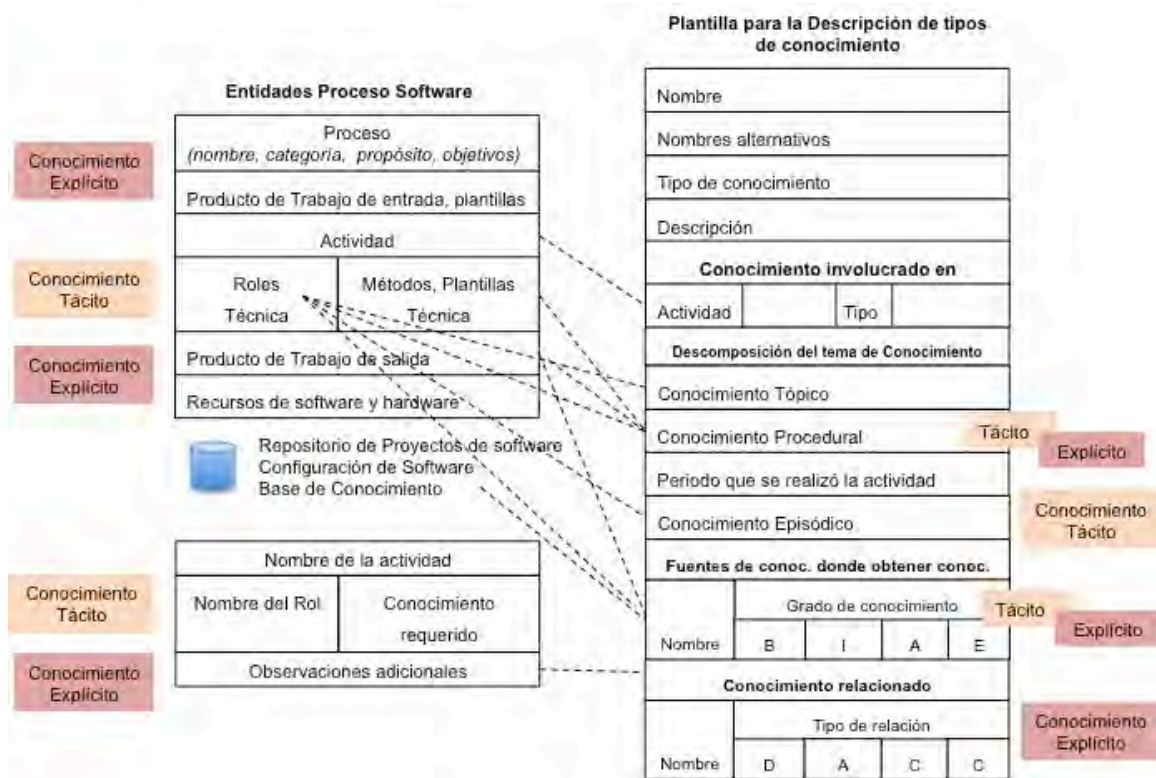 Plantilla para la Descripción de tipos
de conocimiento
Entidades Proceso Software
Conocimiento
Explícito
Proceso
(nombre, categoría, propósito, objetivos)
Producto de Trabajo de entrada, plantillas
Actividad
Conocimiento
Tácito
Roles
Técnica
Métodos, Plantillas
Técnica
Conocimiento
Explícito
Producto de Trabajo de salida
Recursos de software y hardware
Repositorio de Proyectos de software
Configuración de Software
Base de Conocimiento
Nombre de la actividad
Conocimiento
Tácito
Nombre del Rol
Conocimiento
requerido
Conocimiento
Explícito
Observaciones adicionales
Nombre
Nombres alternativos
Tipo de conocimiento
Descripción
Conocimiento involucrado en
Actividad Tipo
Descomposición del tema de Conocimiento
Conocimiento Tópico
Conocimiento Procedural Tácito
Explícito
Periodo que se realizó la actividad
Conocimiento Episódico
Conocimiento
Tácito
Fuentes de conoc. donde obtener conoc.
Grado de conocimiento Tácito
Explícito
Nombre B I A E
Conocimiento relacionado
Tipo de relación
Conocimiento
Explícito
Nombre D A C C